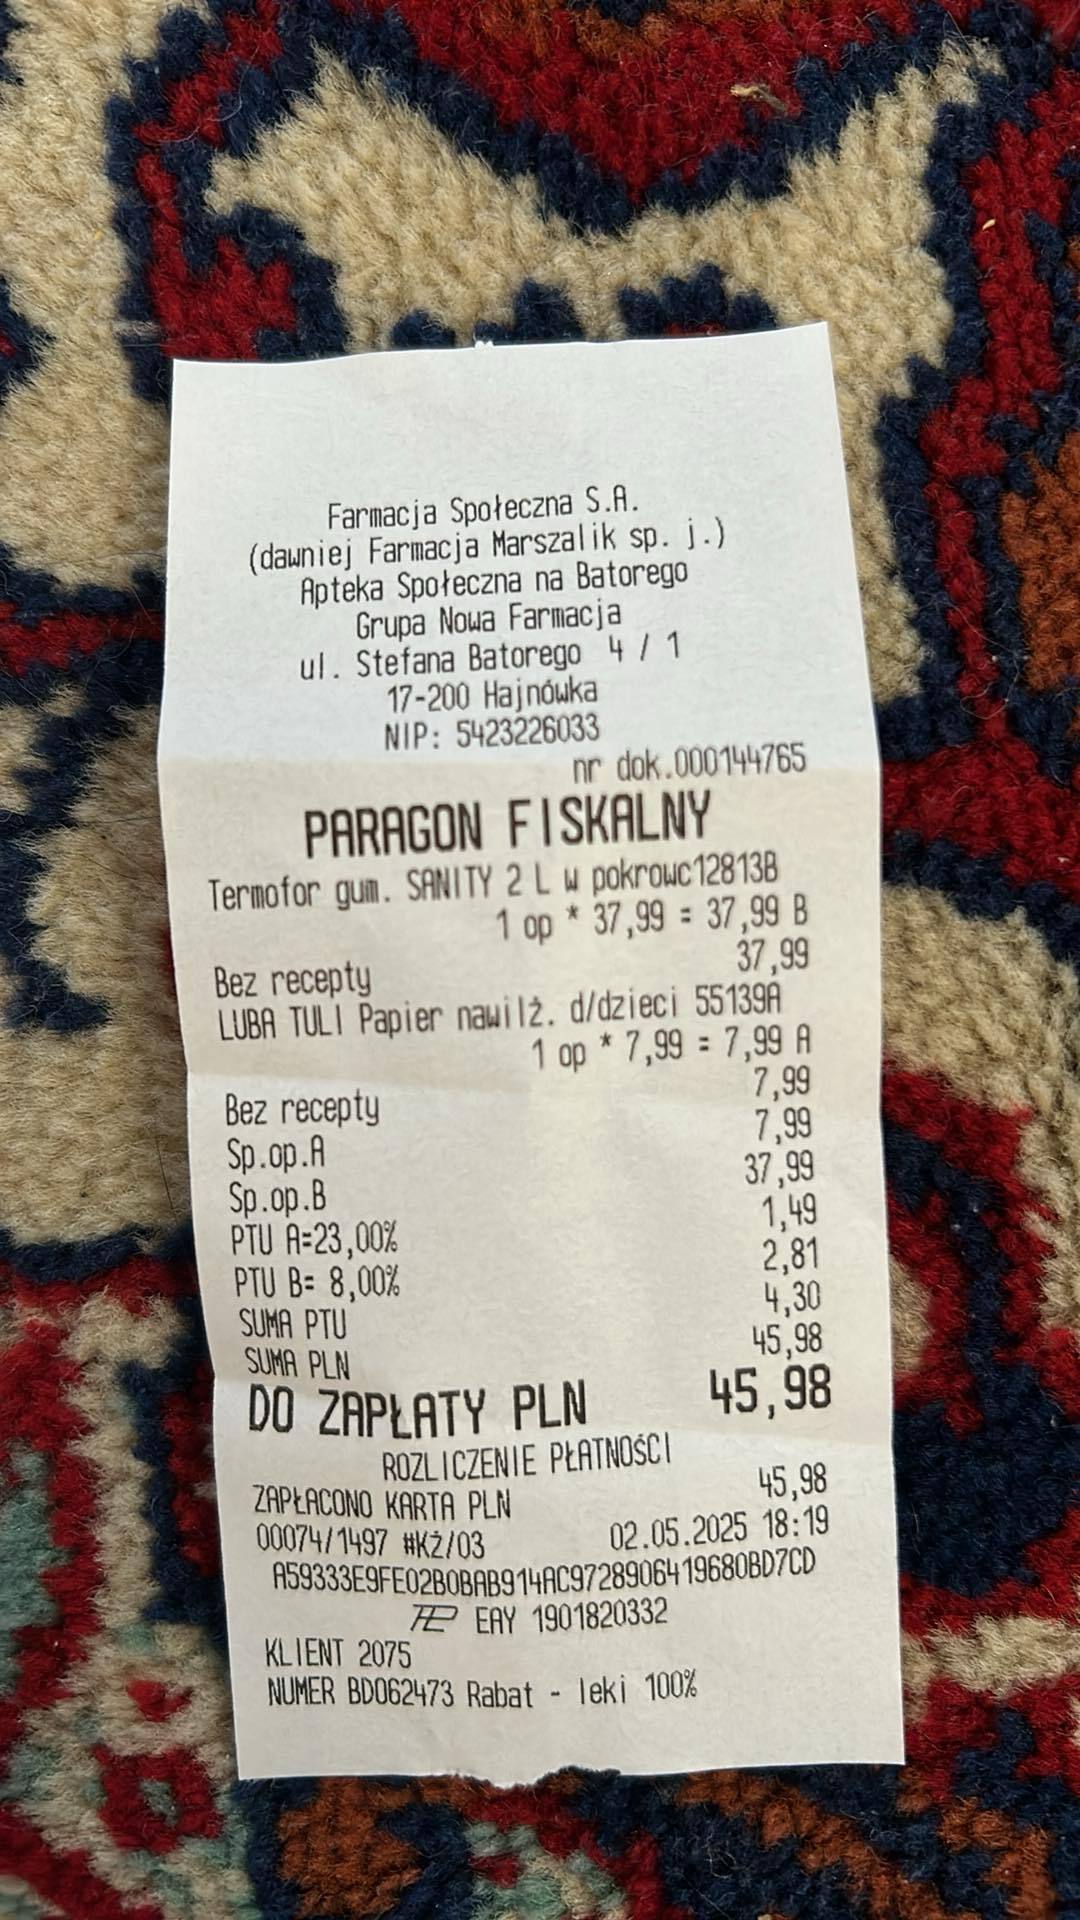 Farmacja Społeczna S.A.
(dawniej Farmacja Marszalik sp. j.)
Apteka Społeczna na Batorego
Grupa Nowa Farmacja
ul. Stefana Batorego 4 / 1
17-200 Hajnówka
NIP: 5423226033
nr dok.000144765
PARAGON FISKALNY
Termofor gum. SANITY 2 L w pokrowc12813B
1 op * 37,99 = 37,99 B
Bez recepty 37,99
LUBA TULI Papier nawilż. d/dzieci 55139A
1 op * 7,99 = 7,99 A
Bez recepty 7,99
Sp.op.A 7,99
Sp.op.B 37,99
PTU A=23,00% 1,49
PTU B= 8,00% 2,81
SUMA PTU 4,30
SUMA PLN 45,98
DO ZAPŁATY PLN 45,98
ROZLICZENIE PŁATNOŚCI
ZAPŁACONO KARTA PLN 45,98
00074/1497 #KŻ/03 02.05.2025 18:19
A59333E9FE02B0BAB914AC9728906419680BD7CD
EAY 1901820332
KLIENT 2075
NUMER BDO62473 Rabat - leki 100%